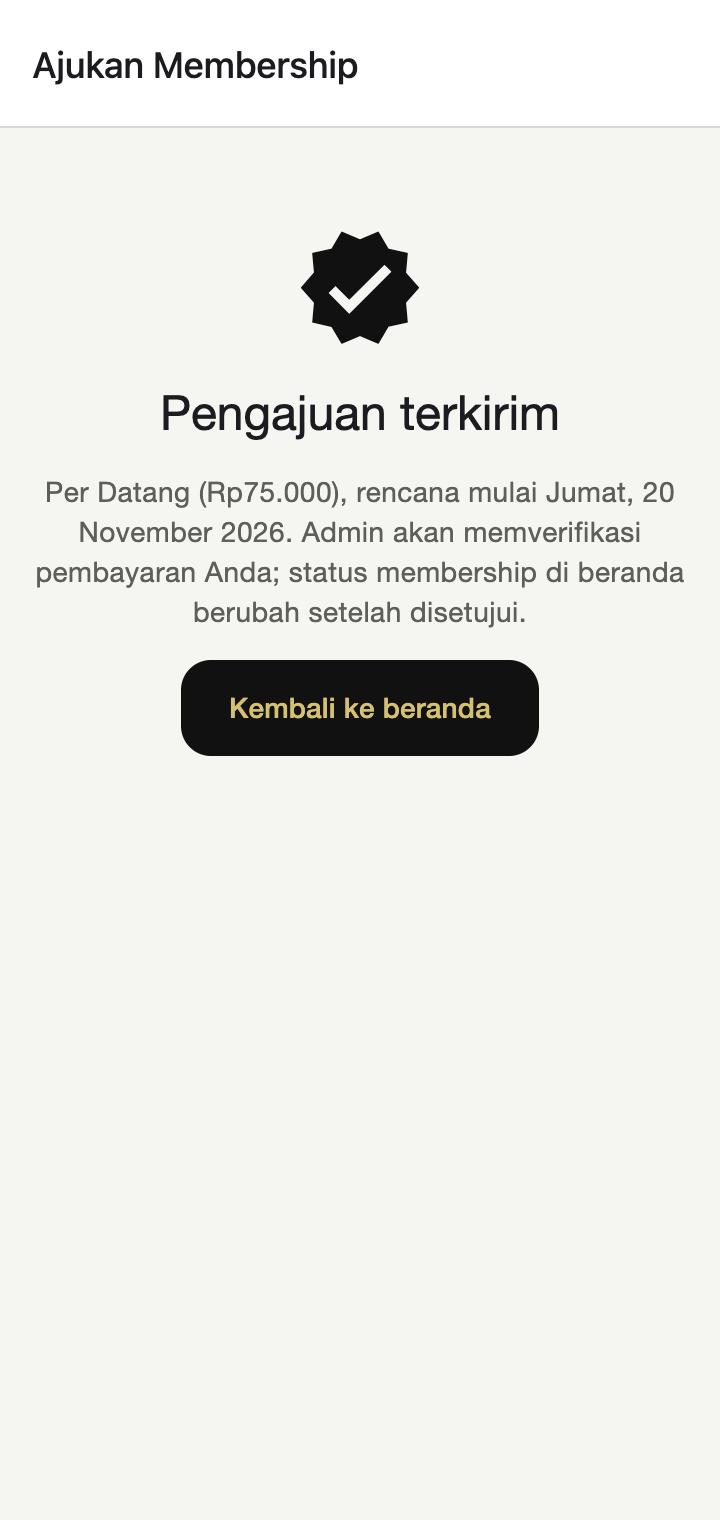 Ajukan Membership
Pengajuan terkirim
Per Datang (Rp75.000), rencana mulai Jumat, 20
November 2026. Admin akan memverifikasi
pembayaran Anda; status membership di beranda
berubah setelah disetujui.
Kembali ke beranda